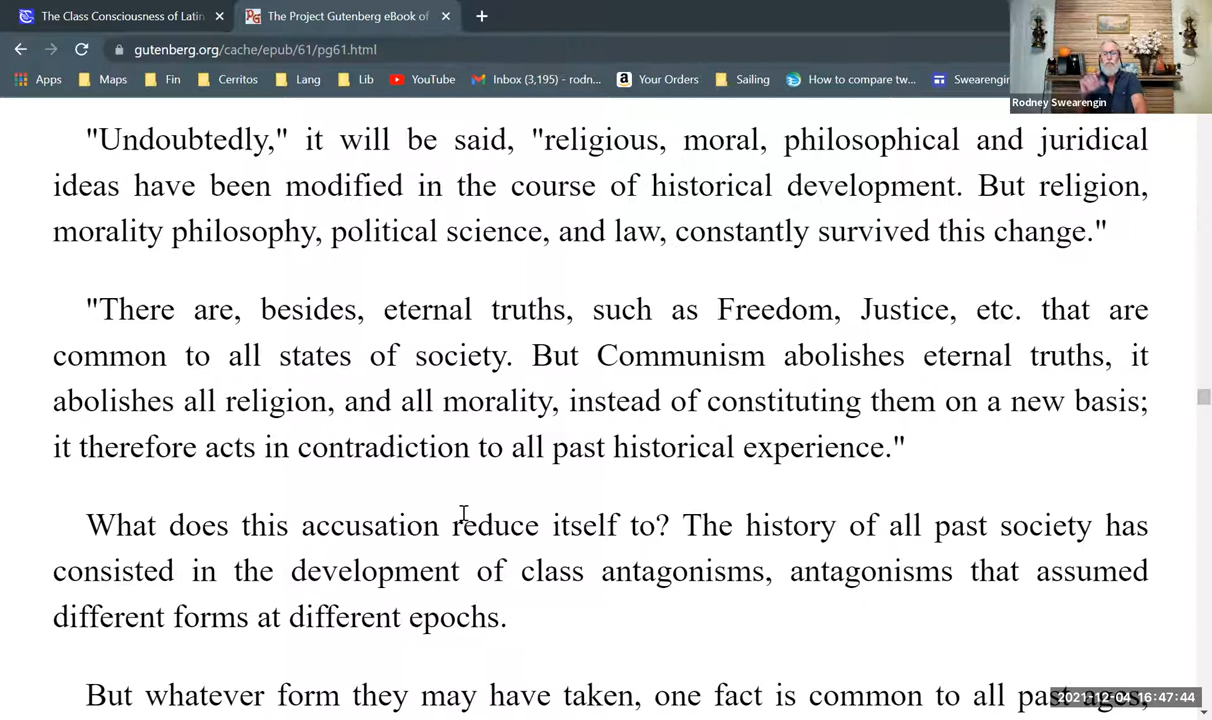 The Class Consciousness of Latin
The Project Gutenberg eBook of
gutenberg.org/cache/epub/61/pg61.html
Apps Maps Fin Cerritos Lang Lib YouTube Inbox (3,195) - rodn... Your Orders Sailing How to compare tw... Swearengin
Rodney Swearengin
"Undoubtedly," it will be said, "religious, moral, philosophical and juridical
ideas have been modified in the course of historical development. But religion,
morality philosophy, political science, and law, constantly survived this change."
"There are, besides, eternal truths, such as Freedom, Justice, etc. that are
common to all states of society. But Communism abolishes eternal truths, it
abolishes all religion, and all morality, instead of constituting them on a new basis;
it therefore acts in contradiction to all past historical experience."
What does this accusation reduce itself to? The history of all past society has
consisted in the development of class antagonisms, antagonisms that assumed
different forms at different epochs.
But whatever form they may have taken, one fact is common to all past ages,
2021-12-04 16:47:44